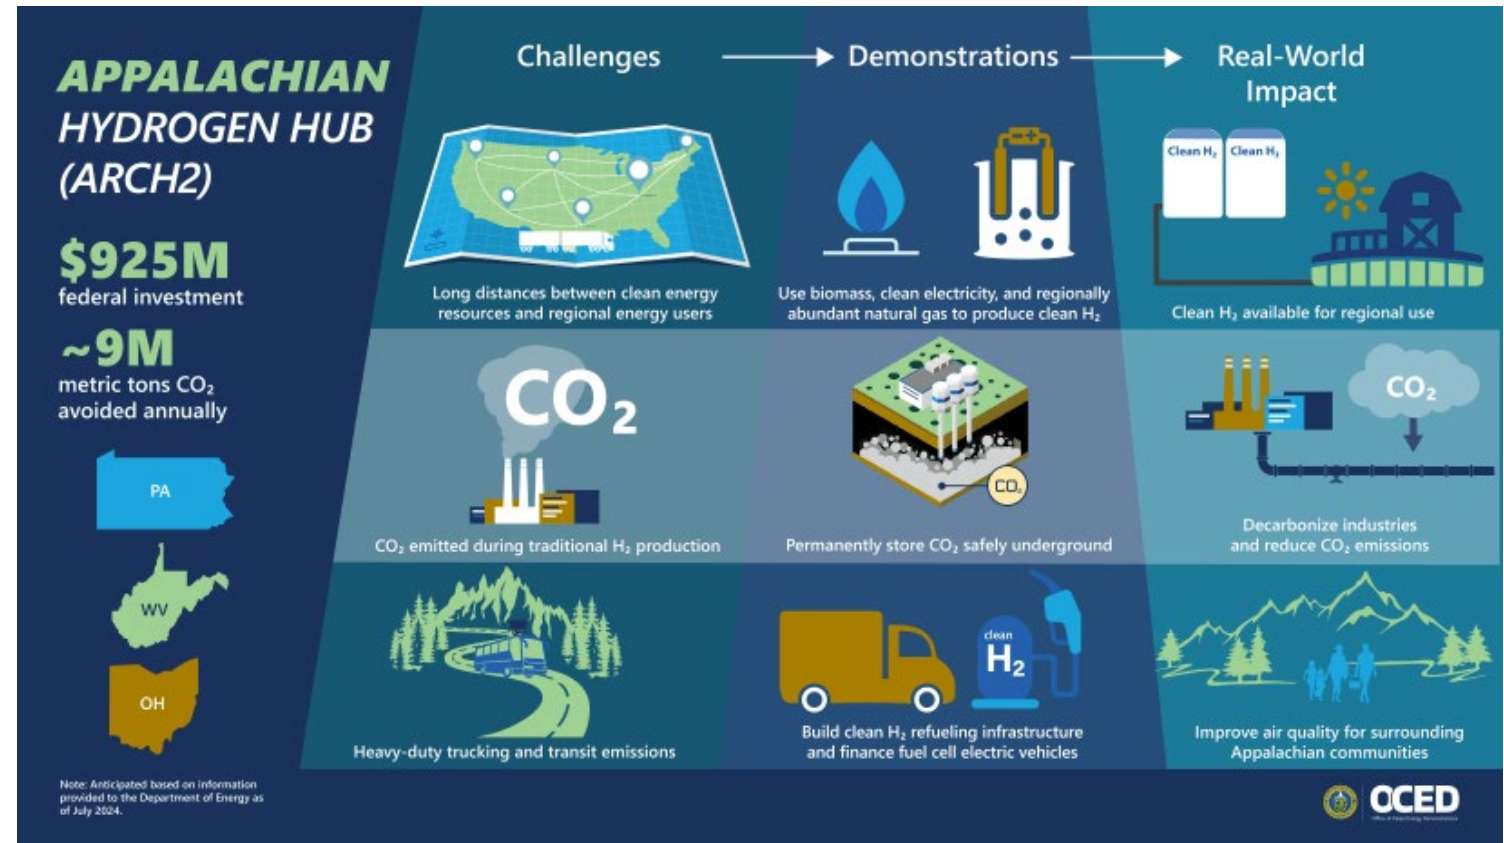 APPALACHIAN
HYDROGEN HUB
(ARCH2)
$925M
federal investment
~9M
metric tons CO₂
avoided annually
PA
WV
OH
Note: Anticipated based on information
provided to the Department of Energy as
of July 2024.
Challenges
Demonstrations
Real-World
Impact
Long distances between clean energy
resources and regional energy users
Use biomass, clean electricity, and regionally
abundant natural gas to produce clean H₂
Clean H₂
Clean H₂
Clean H₂ available for regional use
CO₂
CO₂ emitted during traditional H₂ production
CO₂
Permanently store CO₂ safely underground
CO₂
Decarbonize industries
and reduce CO₂ emissions
Heavy-duty trucking and transit emissions
clean
H₂
Build clean H₂ refueling infrastructure
and finance fuel cell electric vehicles
Improve air quality for surrounding
Appalachian communities
OCED